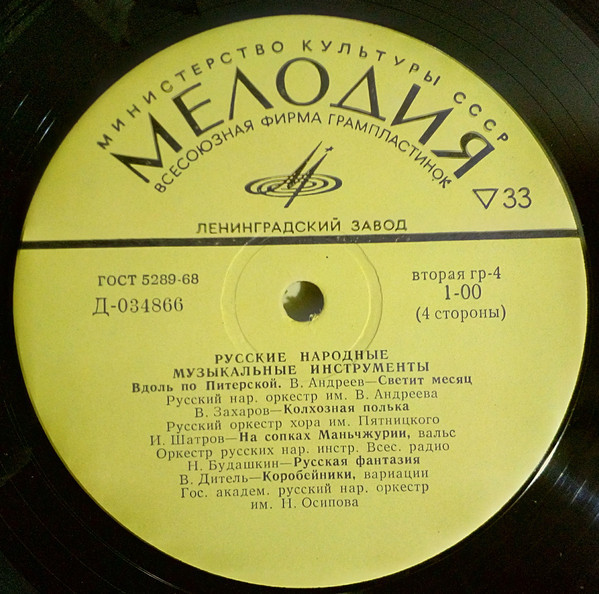 МИНИСТЕРСТВО КУЛЬТУРЫ СССР
МЕЛОДИЯ
ВСЕСОЮЗНАЯ ФИРМА ГРАМПЛАСТИНОК
▽33
ЛЕНИНГРАДСКИЙ ЗАВОД
ГОСТ 5289-68
Д-034866
вторая гр-4
1-00
(4 стороны)
РУССКИЕ НАРОДНЫЕ
МУЗЫКАЛЬНЫЕ ИНСТРУМЕНТЫ
Вдоль по Питерской. В. Андреев—Светит месяц
Русский нар. оркестр им. В. Андреева
В. Захаров—Колхозная полька
Русский оркестр хора им. Пятницкого
И. Шатров—На сопках Маньчжурии, вальс
Оркестр русских нар. инстр. Всес. радио
Н. Будашкин—Русская фантазия
В. Дитель—Коробейники, вариации
Гос. академ. русский нар. оркестр
им. Н. Осипова